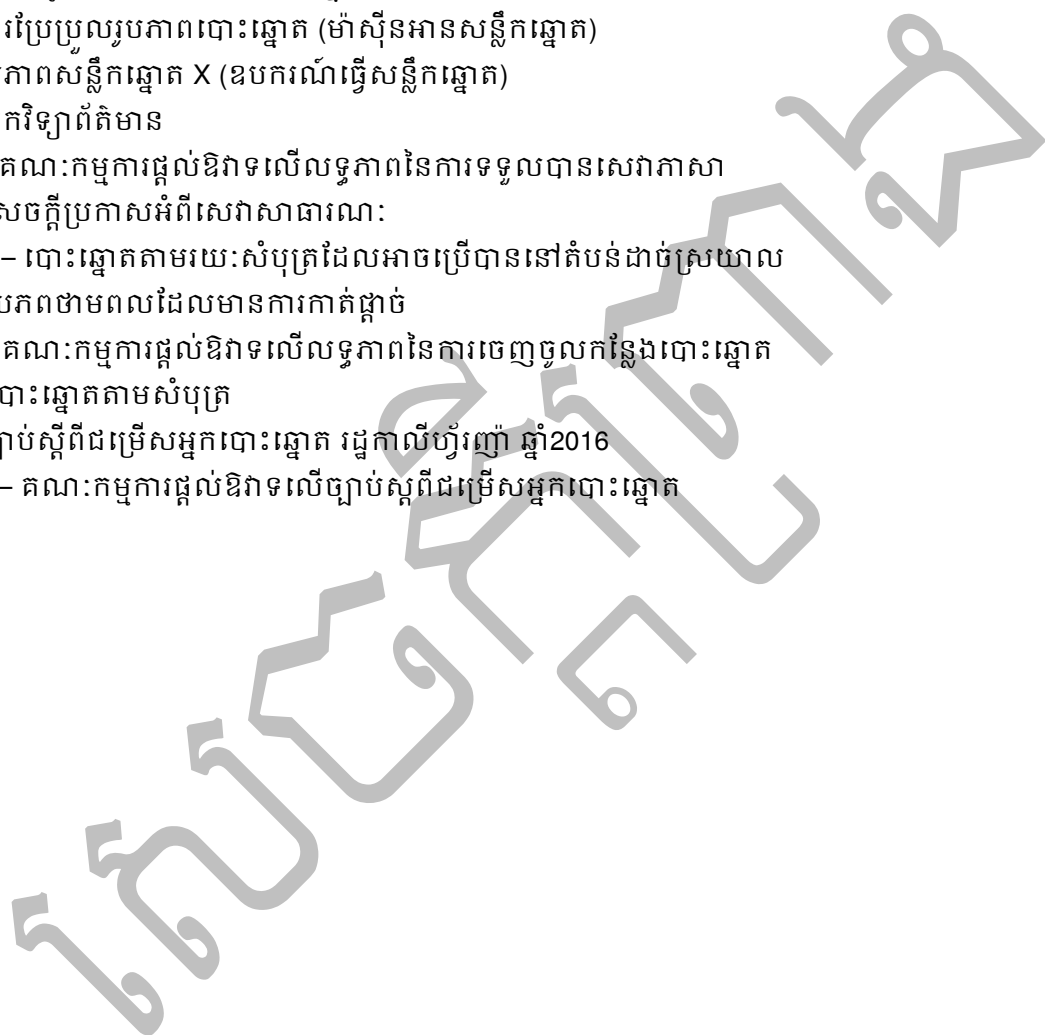 រប្រែប្រួលរូបភាពបោះឆ្នោត (ម៉ាស៊ីនអានសន្លឹកឆ្នោត)
ភាពសន្លឹកឆ្នោត X (ឧបករណ៍ធ្វើសន្លឹកឆ្នោត)
កវិទ្យាព័ត៌មាន
គណៈកម្មការផ្តល់ឱវាទលើលទ្ធភាពនៃការទទួលបានសេវាភាសា
សចក្តីប្រកាសអំពីសេវាសាធារណៈ
– បោះឆ្នោតតាមរយៈសំបុត្រដែលអាចប្រើបាននៅតំបន់ដាច់ស្រយាល
បភពថាមពលដែលមានការកាត់ផ្តាច់
គណៈកម្មការផ្តល់ឱវាទលើលទ្ធភាពនៃការចេញចូលកន្លែងបោះឆ្នោត
បោះឆ្នោតតាមសំបុត្រ
ច្បាប់ស្តីពីជម្រើសអ្នកបោះឆ្នោត រដ្ឋកាលីហ្វ័រញ៉ា ឆ្នាំ2016
– គណៈកម្មការផ្តល់ឱវាទលើច្បាប់ស្តពីជម្រើសអ្នកបោះឆ្នោត
សេចក្តីព្រាង